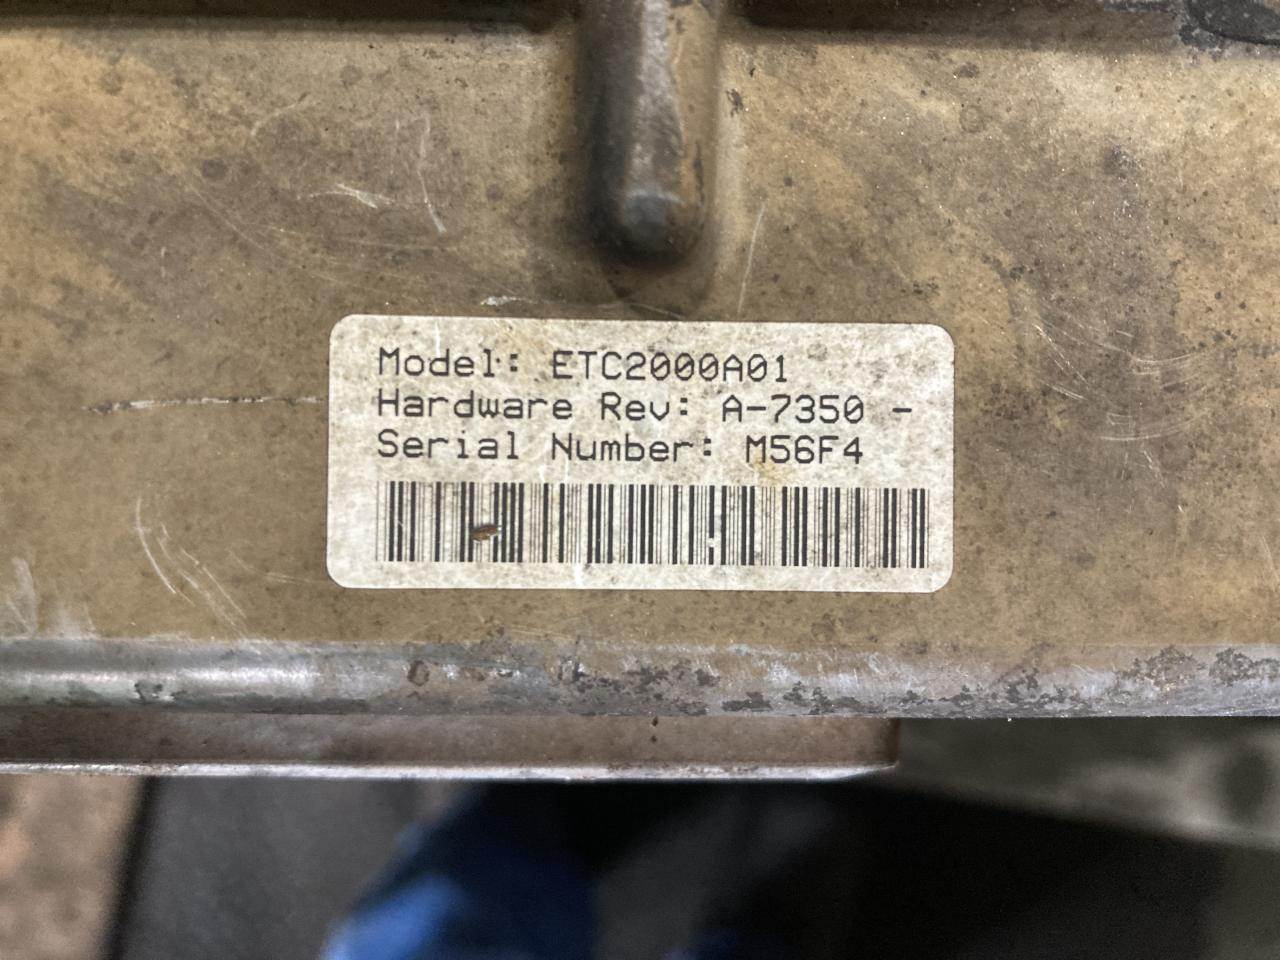 Model: ETC2000A01
Hardware Rev: A-7350 -
Serial Number: M56F4